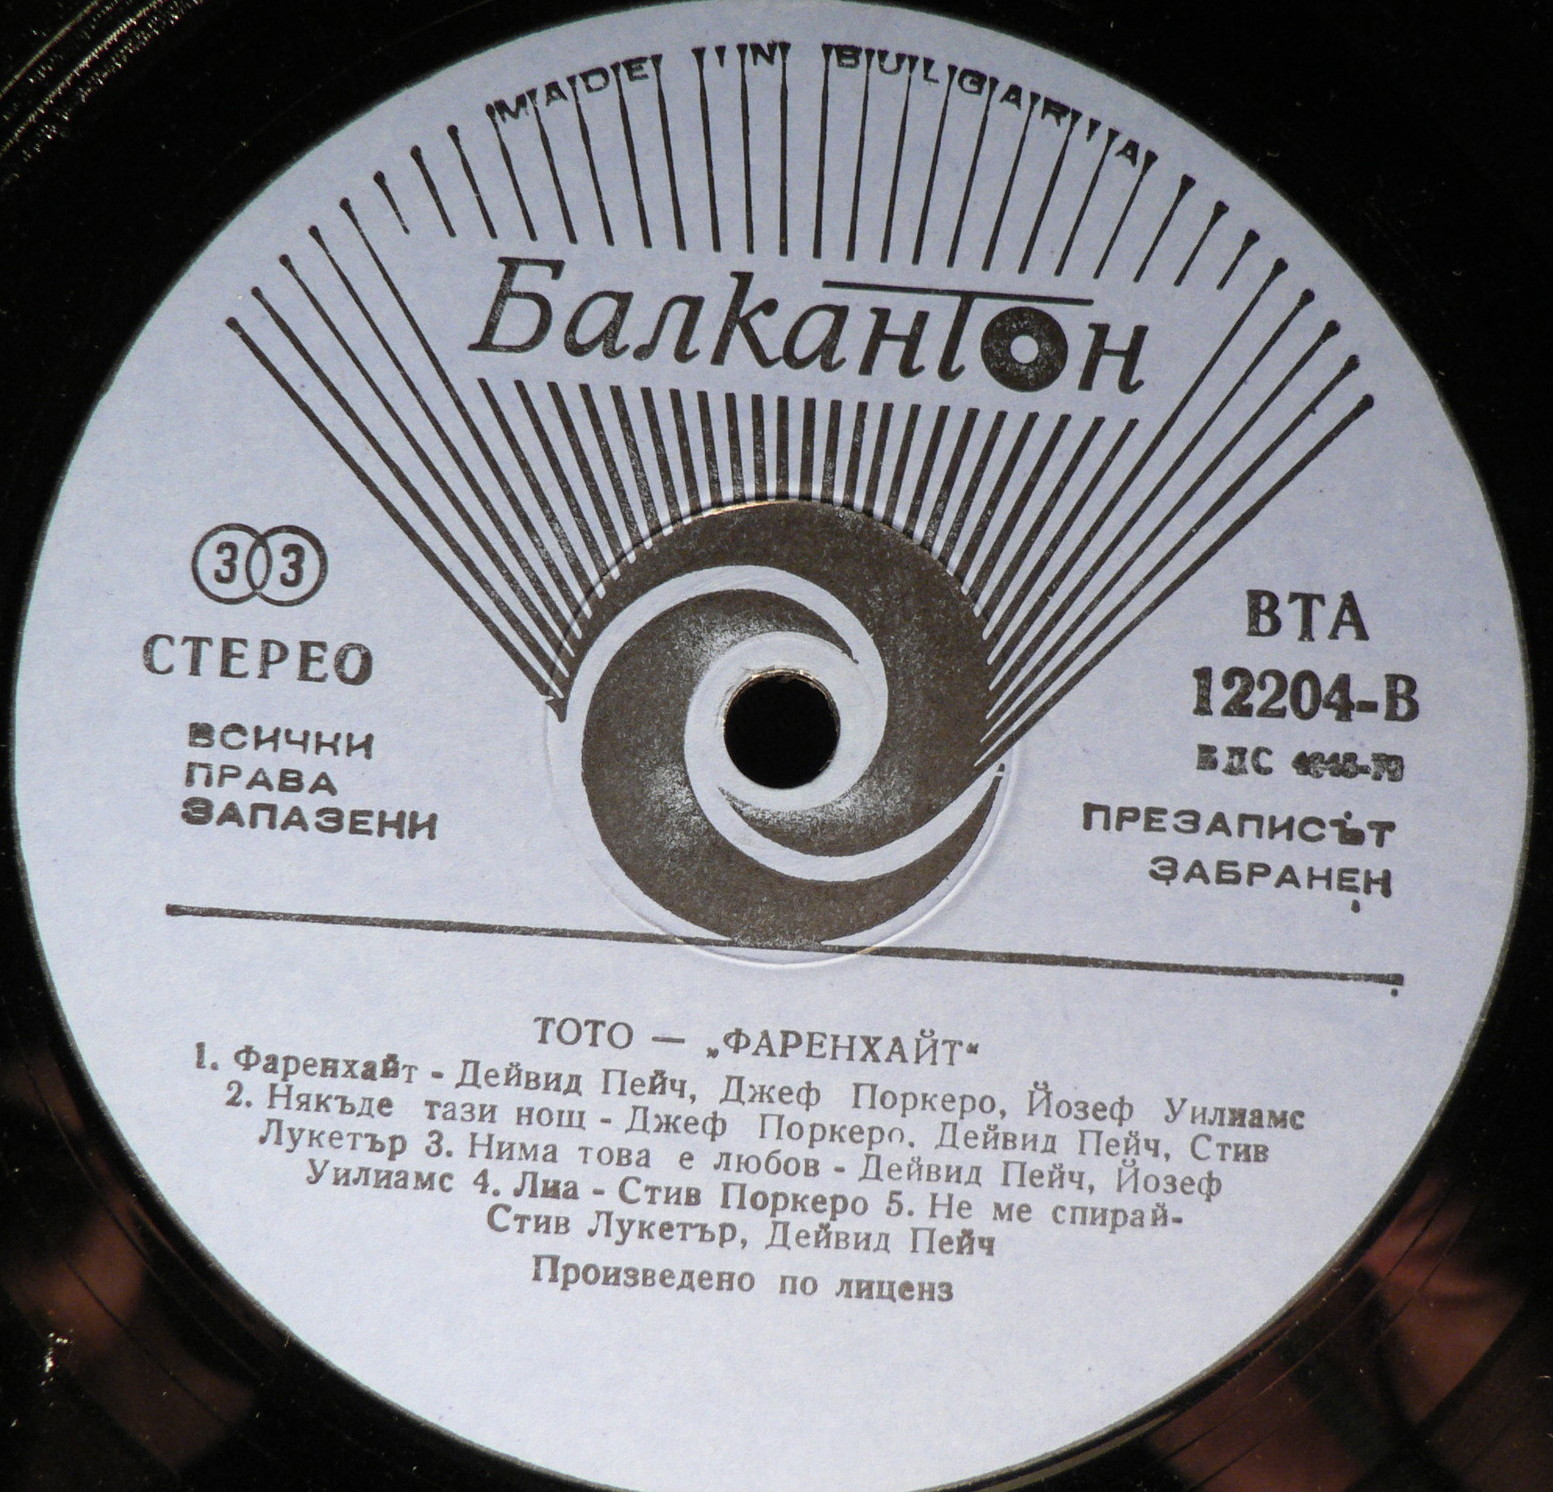 MADE IN BULGARIA
Балкантон
33
СТЕРЕО
ВСИЧКИ
ПРАВА
ЗАПАЗЕНИ
ВТА
12204-В
БДС
ПРЕЗАПИСЪТ
ЗАБРАНЕН
ТОТО — „ФАРЕНХАЙТ“
1. Фаренхайт - Дейвид Пейч, Джеф Поркеро, Йозеф Уилиамс
2. Някъде тази нощ - Джеф Поркеро, Дейвид Пейч, Стив
Лукетър 3. Нима това е любов - Дейвид Пейч, Йозеф
Уилиамс 4. Лиа - Стив Поркеро 5. Не ме спирай-
Стив Лукетър, Дейвид Пейч
Произведено по лиценз